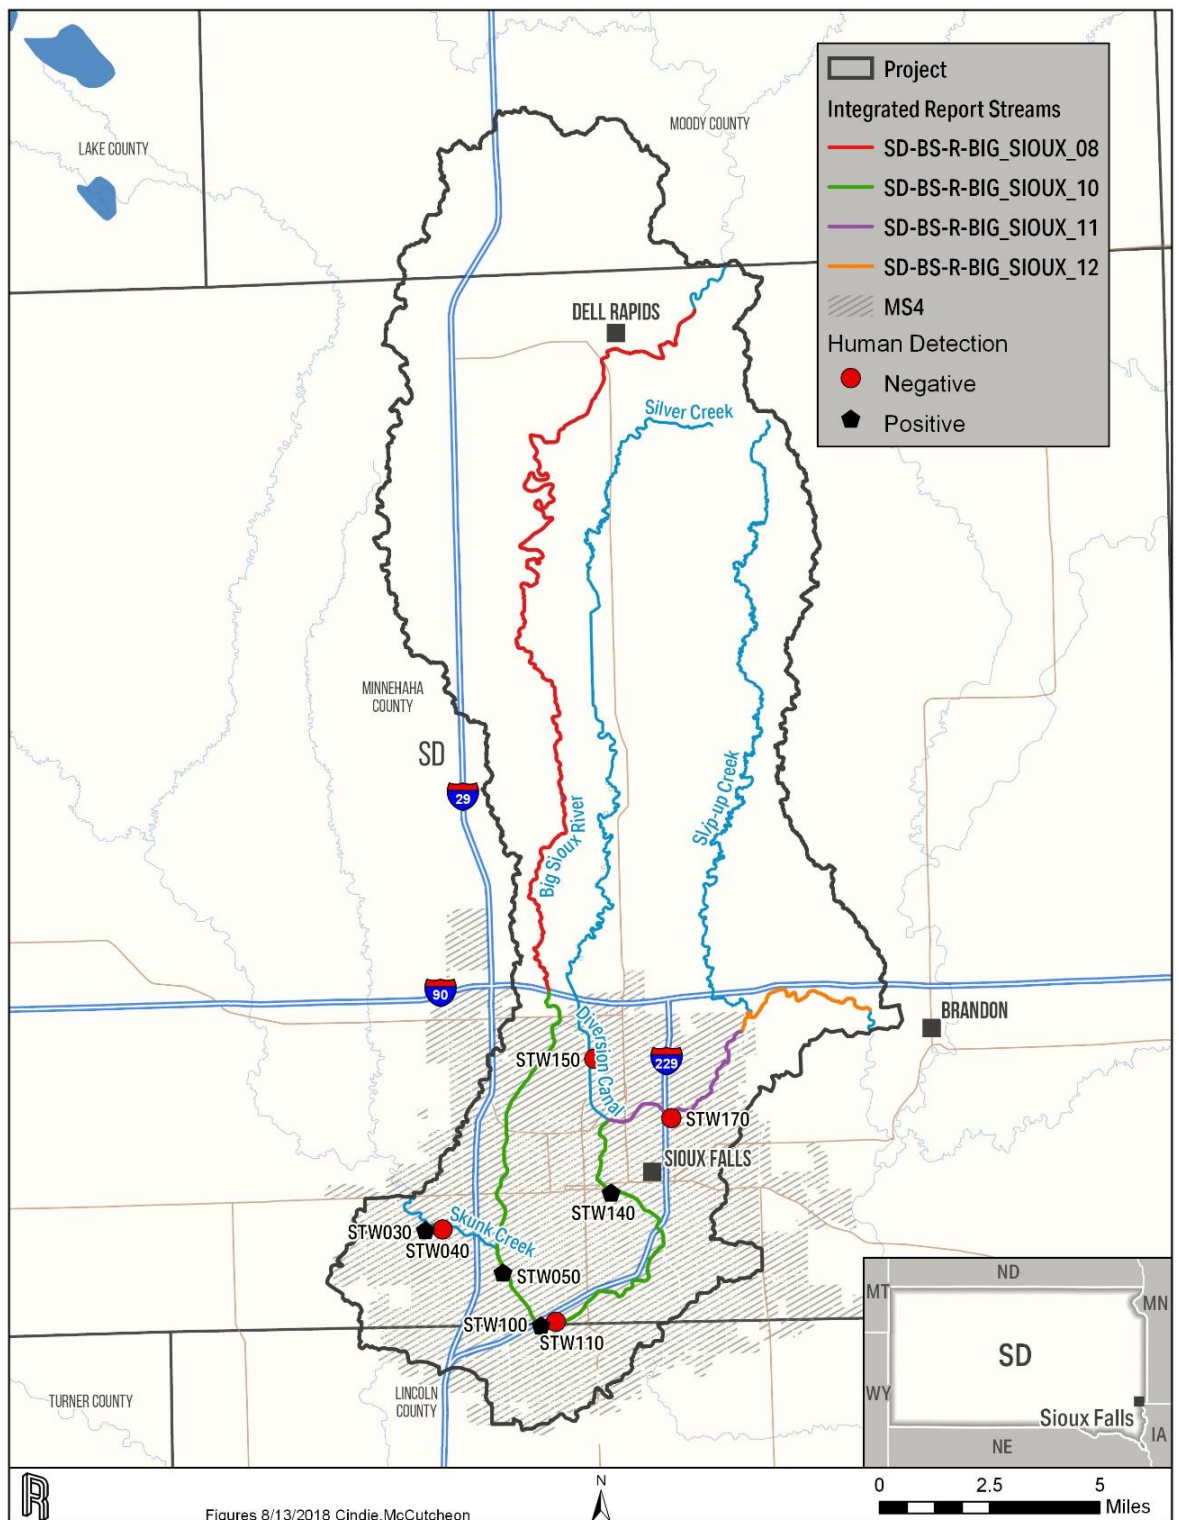 LAKE COUNTY
MOODY COUNTY
Project
Integrated Report Streams
SD-BS-R-BIG_SIOUX_08
SD-BS-R-BIG_SIOUX_10
SD-BS-R-BIG_SIOUX_11
SD-BS-R-BIG_SIOUX_12
MS4
Human Detection
Negative
Positive
DELL RAPIDS
Silver Creek
MINNEHAHA
COUNTY
SD
29
Big Sioux River
Slip-up Creek
90
BRANDON
Diversion Canal
STW150
229
STW170
SIOUX FALLS
STW140
STW030
STW040
Skunk Creek
STW050
STW100
STW110
TURNER COUNTY
LINCOLN
COUNTY
ND
MT
MN
SD
WY
Sioux Falls
IA
NE
R
Figures 8/13/2018 Cindie.McCutcheon
N
0 2.5 5
Miles